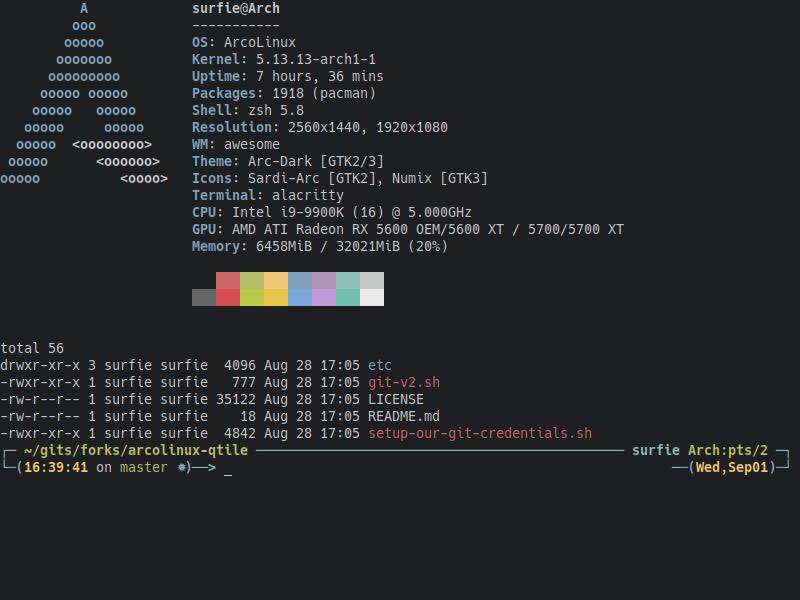 A
ooo
ooooo
ooooooo
ooooooooo
ooooo ooooo
ooooo   ooooo
ooooo     ooooo
ooooo  <oooooooo>
ooooo      <oooooo>
ooooo          <oooo>
surfie@Arch
-----------
OS: ArcoLinux
Kernel: 5.13.13-arch1-1
Uptime: 7 hours, 36 mins
Packages: 1918 (pacman)
Shell: zsh 5.8
Resolution: 2560x1440, 1920x1080
WM: awesome
Theme: Arc-Dark [GTK2/3]
Icons: Sardi-Arc [GTK2], Numix [GTK3]
Terminal: alacritty
CPU: Intel i9-9900K (16) @ 5.000GHz
GPU: AMD ATI Radeon RX 5600 OEM/5600 XT / 5700/5700 XT
Memory: 6458MiB / 32021MiB (20%)
total 56
drwxr-xr-x 3 surfie surfie  4096 Aug 28 17:05 etc
-rwxr-xr-x 1 surfie surfie   777 Aug 28 17:05 git-v2.sh
-rw-r--r-- 1 surfie surfie 35122 Aug 28 17:05 LICENSE
-rw-r--r-- 1 surfie surfie    18 Aug 28 17:05 README.md
-rwxr-xr-x 1 surfie surfie  4842 Aug 28 17:05 setup-our-git-credentials.sh
┌─ ~/gits/forks/arcolinux-qtile ────────────────────────────────────────────── surfie Arch:pts/2 ─┐
└─(16:39:41 on master ✹)──> _ ──(Wed,Sep01)─┘